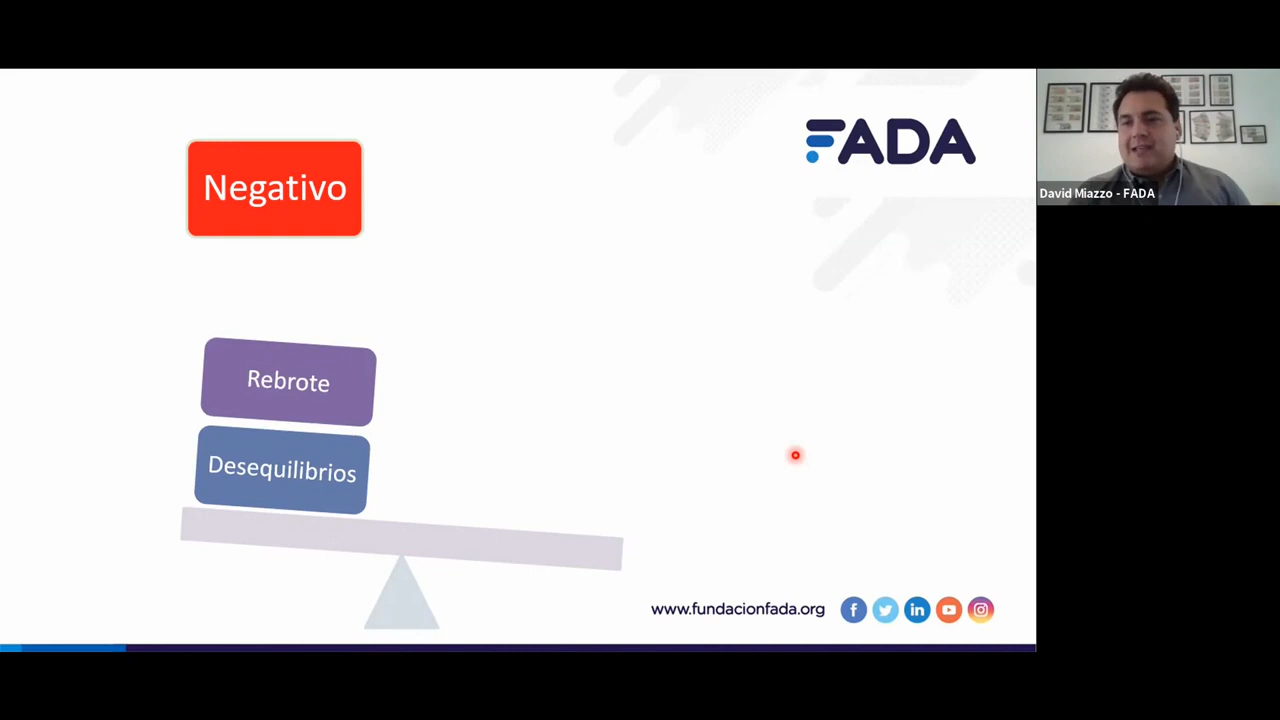 Negativo
FADA
David Miazzo - FADA
Rebrote
Desequilibrios
www.fundacionfada.org